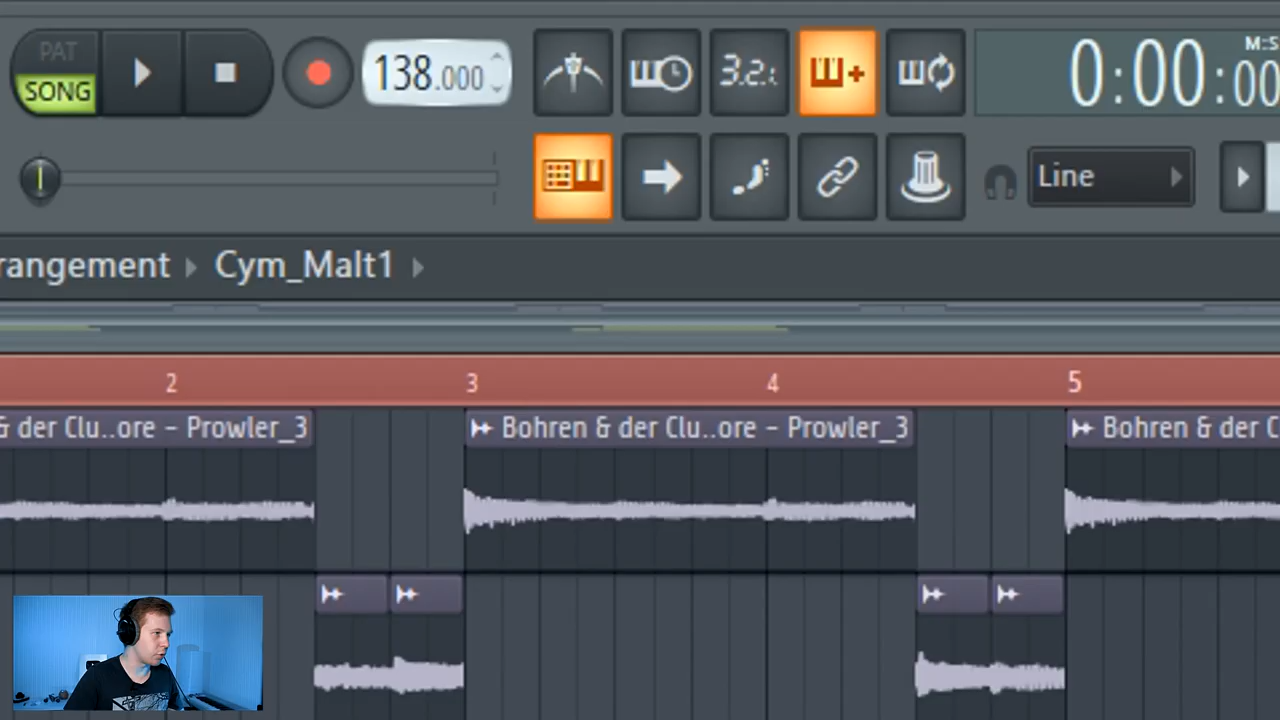 PAT
SONG
138.000
3.2.
M:S
0:00:00
Line
rangement
Cym_Malt1
2 3 4 5
& der Clu..ore - Prowler_3
Bohren & der Clu..ore - Prowler_3
Bohren & der C